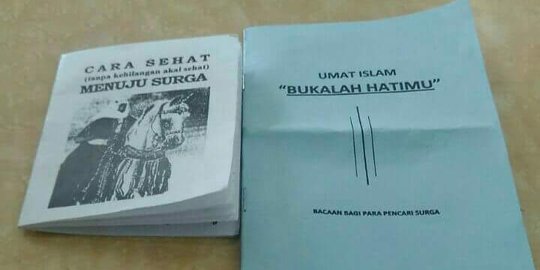 CARA SEHAT
(tanpa kehilangan akal sehat)
MENUJU SURGA
UMAT ISLAM
"BUKALAH HATIMU"
BACAAN BAGI PARA PENCARI SURGA